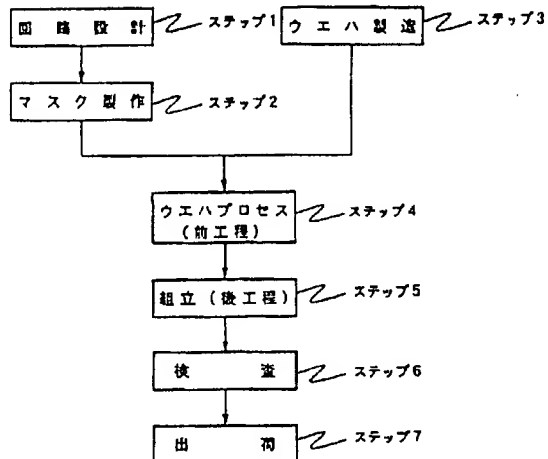 回路設計
ステップ1
ウエハ製造
ステップ3
マスク製作
ステップ2
ウエハプロセス
(前工程)
ステップ4
組立(後工程)
ステップ5
検査
ステップ6
出荷
ステップ7